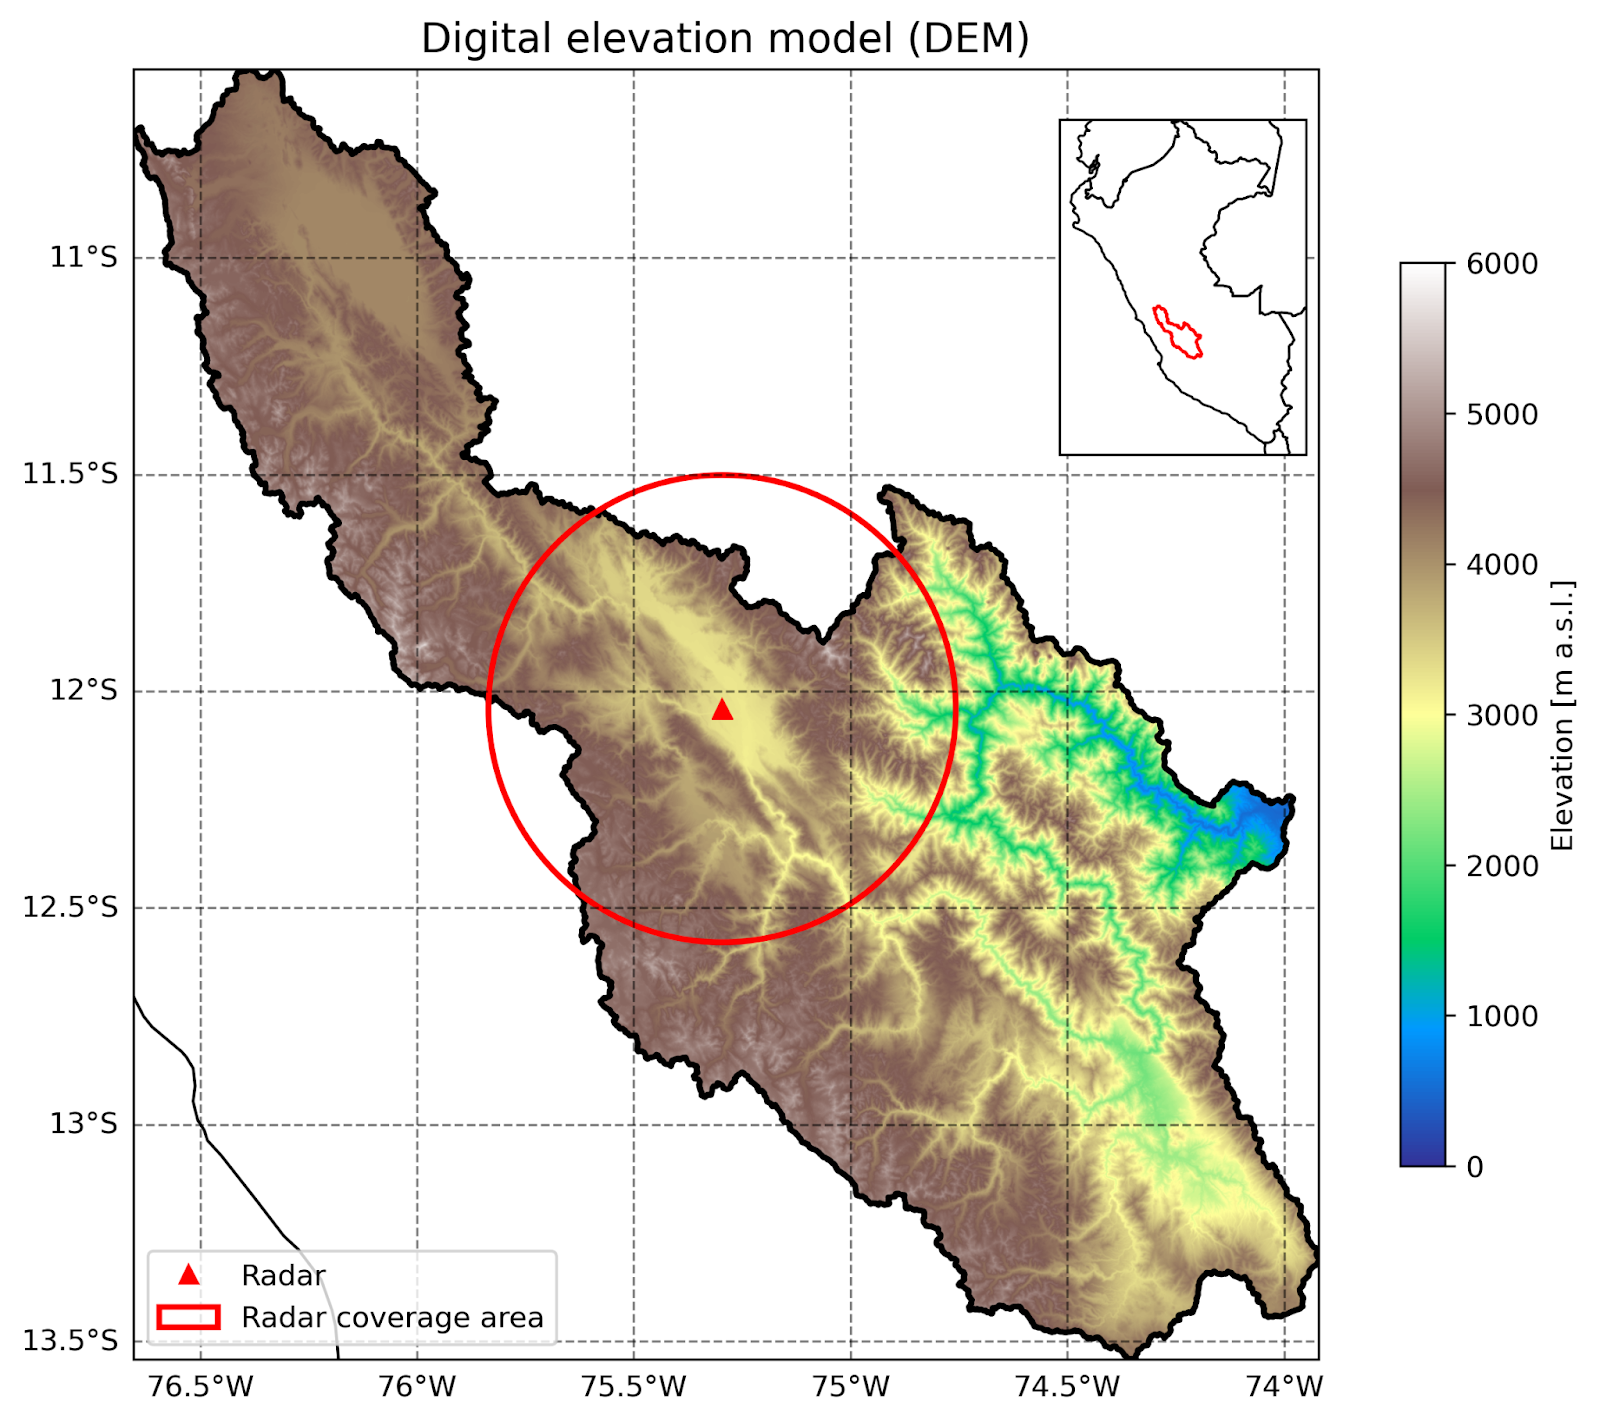 Digital elevation model (DEM)
11°S
11.5°S
12°S
12.5°S
13°S
13.5°S
76.5°W
76°W
75.5°W
75°W
74.5°W
74°W
Radar
Radar coverage area
6000
5000
4000
3000
2000
1000
0
Elevation [m a.s.l.]